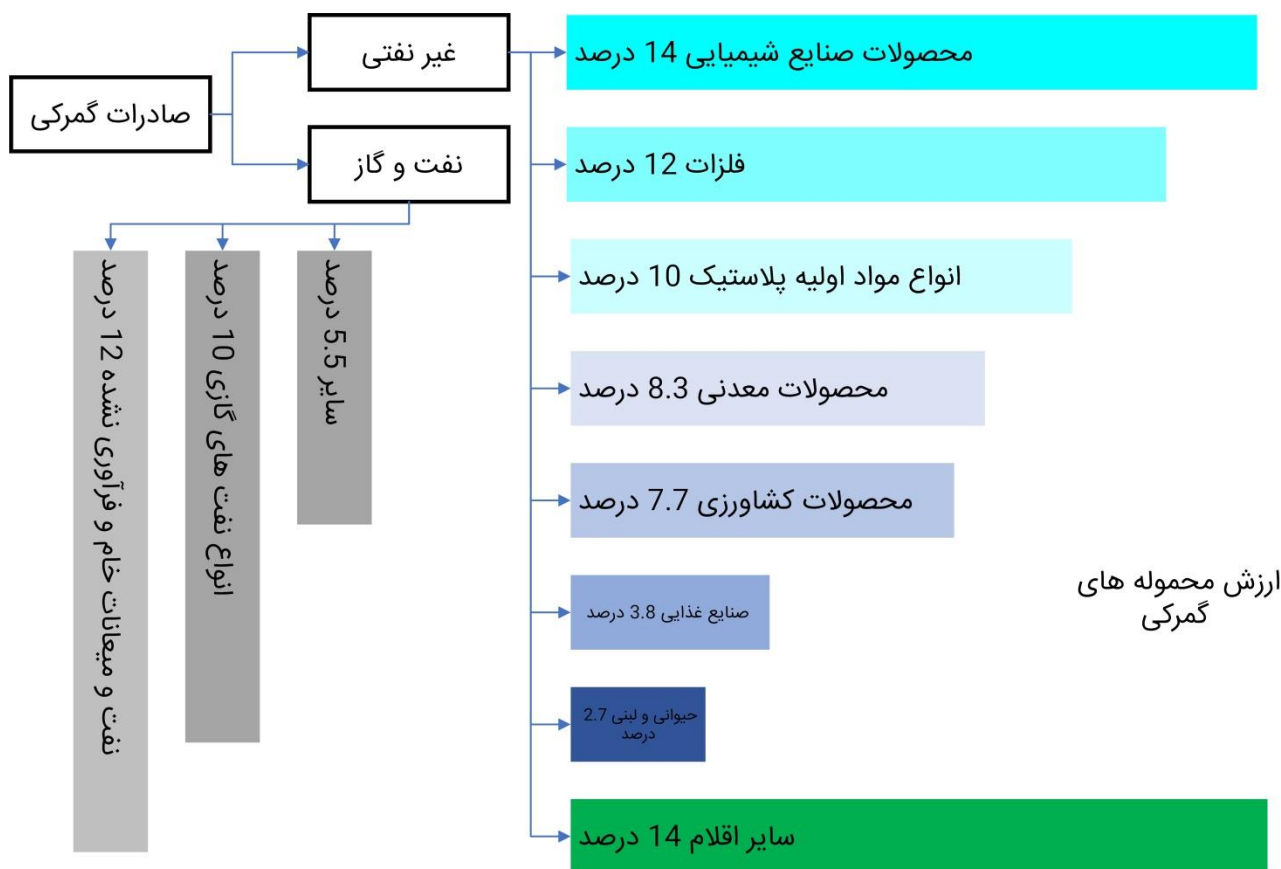 صادرات گمرکی
غیر نفتی
نفت و گاز
محصولات صنایع شیمیایی 14 درصد
فلزات 12 درصد
انواع مواد اولیه پلاستیک 10 درصد
محصولات معدنی 8.3 درصد
محصولات کشاورزی 7.7 درصد
صنایع غذایی 3.8 درصد
حیوانی و لبنی 2.7
درصد
سایر اقلام 14 درصد
سایر 5.5 درصد
انواع نفت های گازی 10 درصد
نفت و میعانات خام و فرآوری نشده 12 درصد
ارزش محموله های
گمرکی